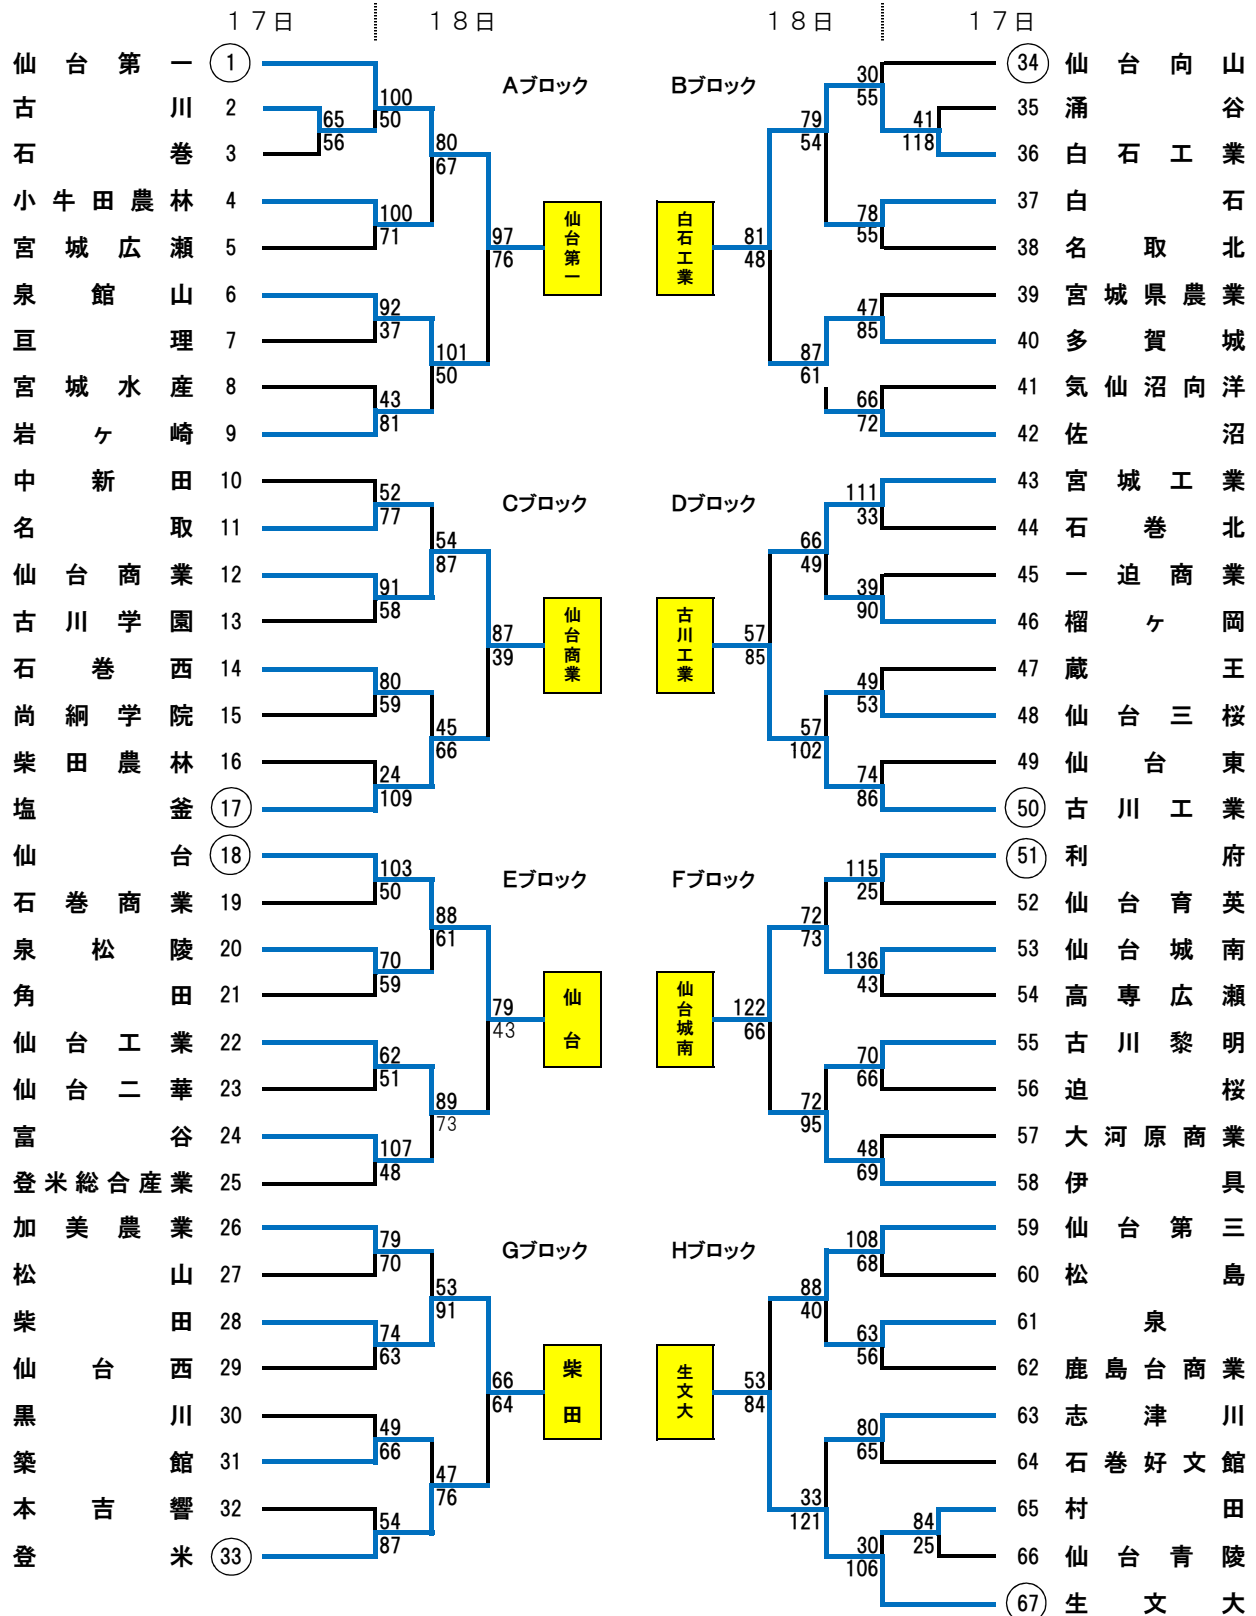 １７日 １８日 １８日 １７日
Aブロック
仙台第一 1
古川 2
石巻 3
小牛田農林 4
宮城広瀬 5
泉館山 6
亘理 7
宮城水産 8
岩ヶ崎 9
65
56
100
50
100
71
92
37
43
81
80
67
101
50
97
76
仙台第一
Cブロック
中新田 10
名取 11
仙台商業 12
古川学園 13
石巻西 14
尚絅学院 15
柴田農林 16
塩釜 17
52
77
91
58
80
59
24
109
54
87
45
66
87
39
仙台商業
Eブロック
仙台 18
石巻商業 19
泉松陵 20
角田 21
仙台工業 22
仙台二華 23
富谷 24
登米総合産業 25
103
50
70
59
62
51
107
48
88
61
89
73
79
43
仙台
Gブロック
加美農業 26
松山 27
柴田 28
仙台西 29
黒川 30
築館 31
本吉響 32
登米 33
79
70
74
63
49
66
54
87
53
91
47
76
66
64
柴田
Bブロック
34 仙台向山
35 涌谷
36 白石工業
37 白石
38 名取北
39 宮城県農業
40 多賀城
41 気仙沼向洋
42 佐沼
41
118
30
55
78
55
47
85
66
72
79
54
87
61
81
48
白石工業
Dブロック
43 宮城工業
44 石巻北
45 一迫商業
46 榴ヶ岡
47 蔵王
48 仙台三桜
49 仙台東
50 古川工業
111
33
39
90
49
53
74
86
66
49
57
102
57
85
古川工業
Fブロック
51 利府
52 仙台育英
53 仙台城南
54 高専広瀬
55 古川黎明
56 迫桜
57 大河原商業
58 伊具
115
25
136
43
70
66
48
69
72
73
72
95
122
66
仙台城南
Hブロック
59 仙台第三
60 松島
61 泉
62 鹿島台商業
63 志津川
64 石巻好文館
65 村田
66 仙台青陵
67 生文大
108
68
63
56
80
65
84
25
30
106
88
40
33
121
53
84
生文大